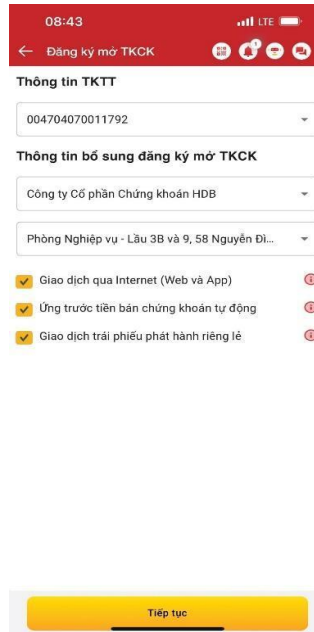 08:43
LTE
Đăng ký mở TKCK
1
Thông tin TKTT
004704070011792
Thông tin bổ sung đăng ký mở TKCK
Công ty Cổ phần Chứng khoán HDB
Phòng Nghiệp vụ - Lầu 3B và 9, 58 Nguyễn Đì...
Giao dịch qua Internet (Web và App)
Ứng trước tiền bán chứng khoán tự động
Giao dịch trái phiếu phát hành riêng lẻ
Tiếp tục